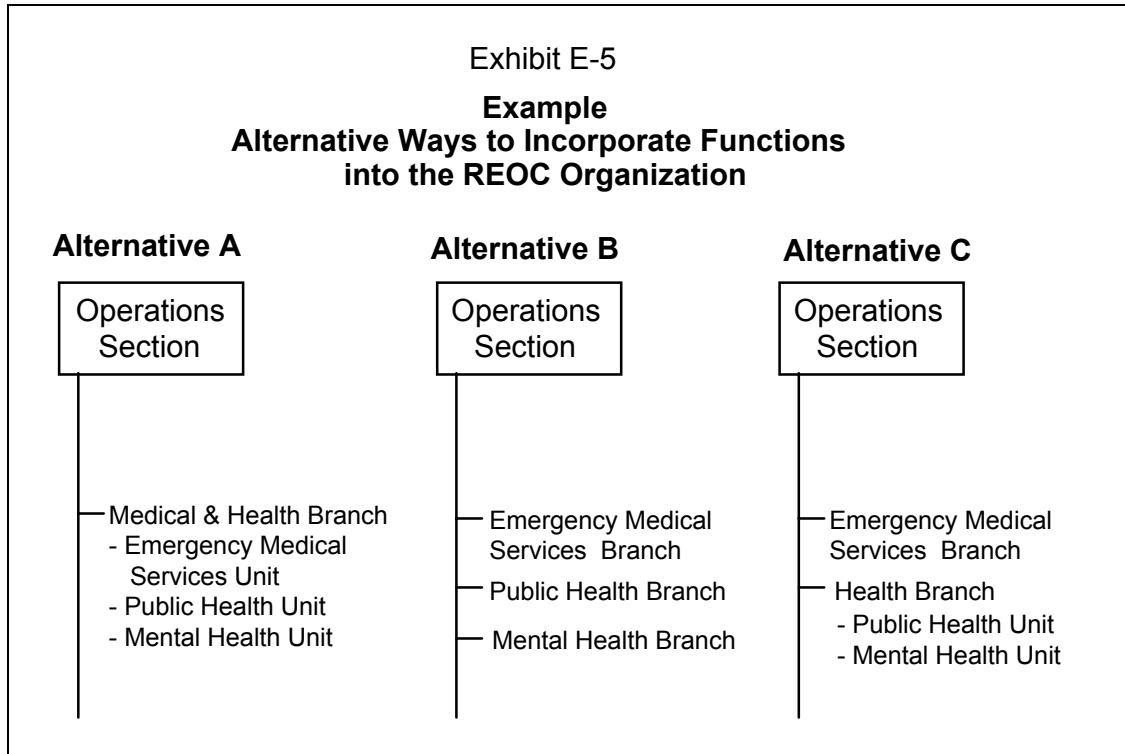 Exhibit E-5
Example
Alternative Ways to Incorporate Functions
into the REOC Organization
Alternative A
Operations
Section
Medical & Health Branch
- Emergency Medical
Services Unit
- Public Health Unit
- Mental Health Unit
Alternative B
Operations
Section
Emergency Medical
Services Branch
Public Health Branch
Mental Health Branch
Alternative C
Operations
Section
Emergency Medical
Services Branch
Health Branch
- Public Health Unit
- Mental Health Unit